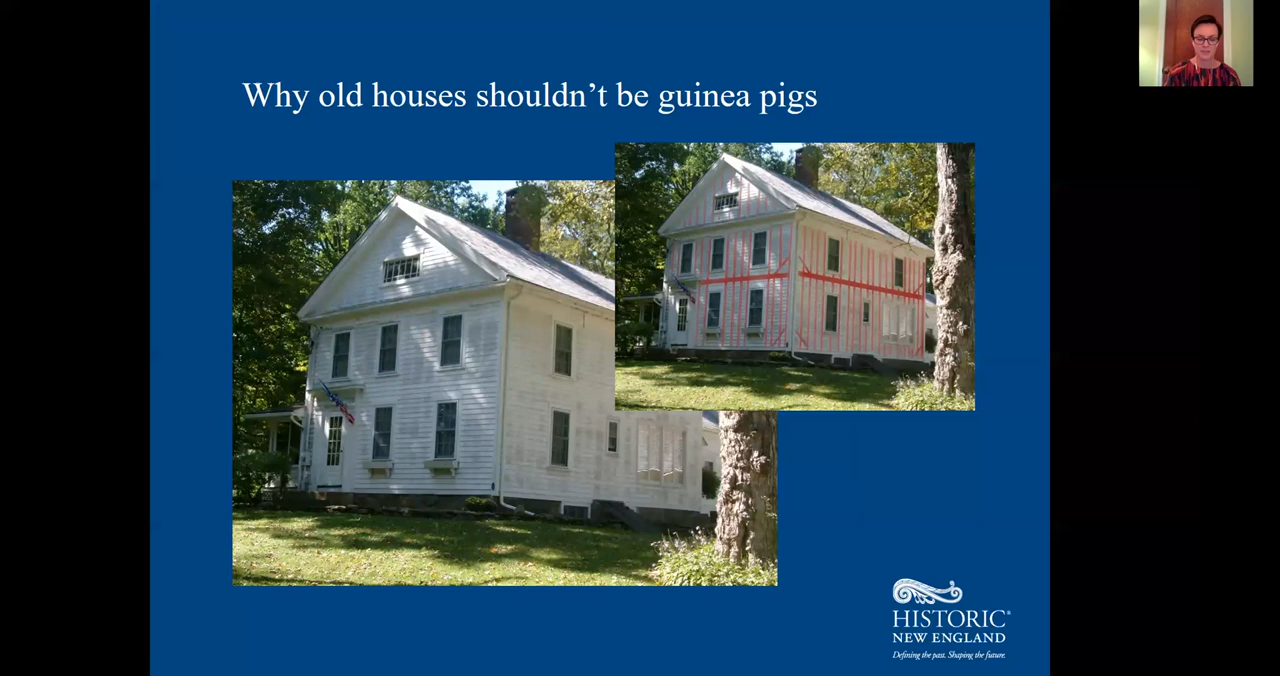 Why old houses shouldn’t be guinea pigs
HISTORIC®
NEW ENGLAND
Defining the past. Shaping the future.